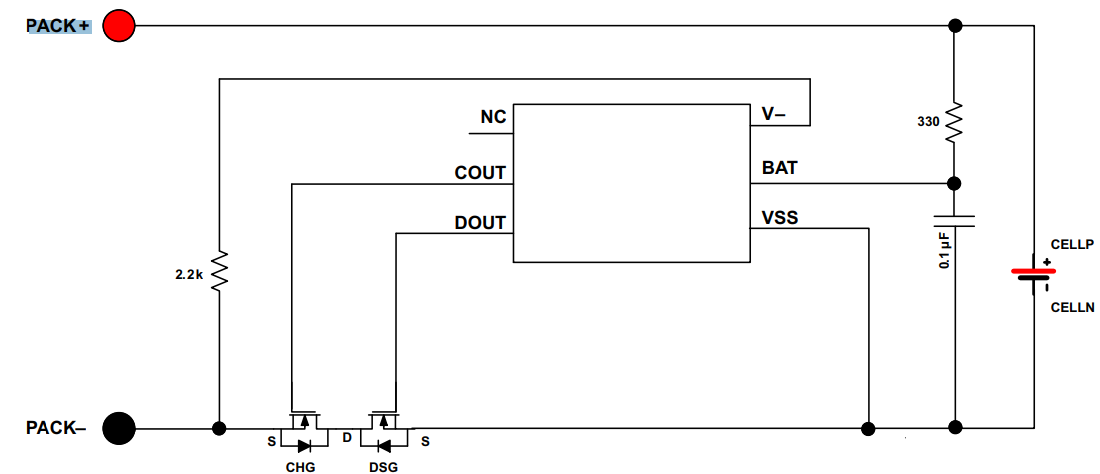 PACK+
NC
V–
330
COUT
BAT
DOUT
VSS
0.1 µF
CELLP
+
2.2k
–
CELLN
PACK–
S
D
S
CHG
DSG